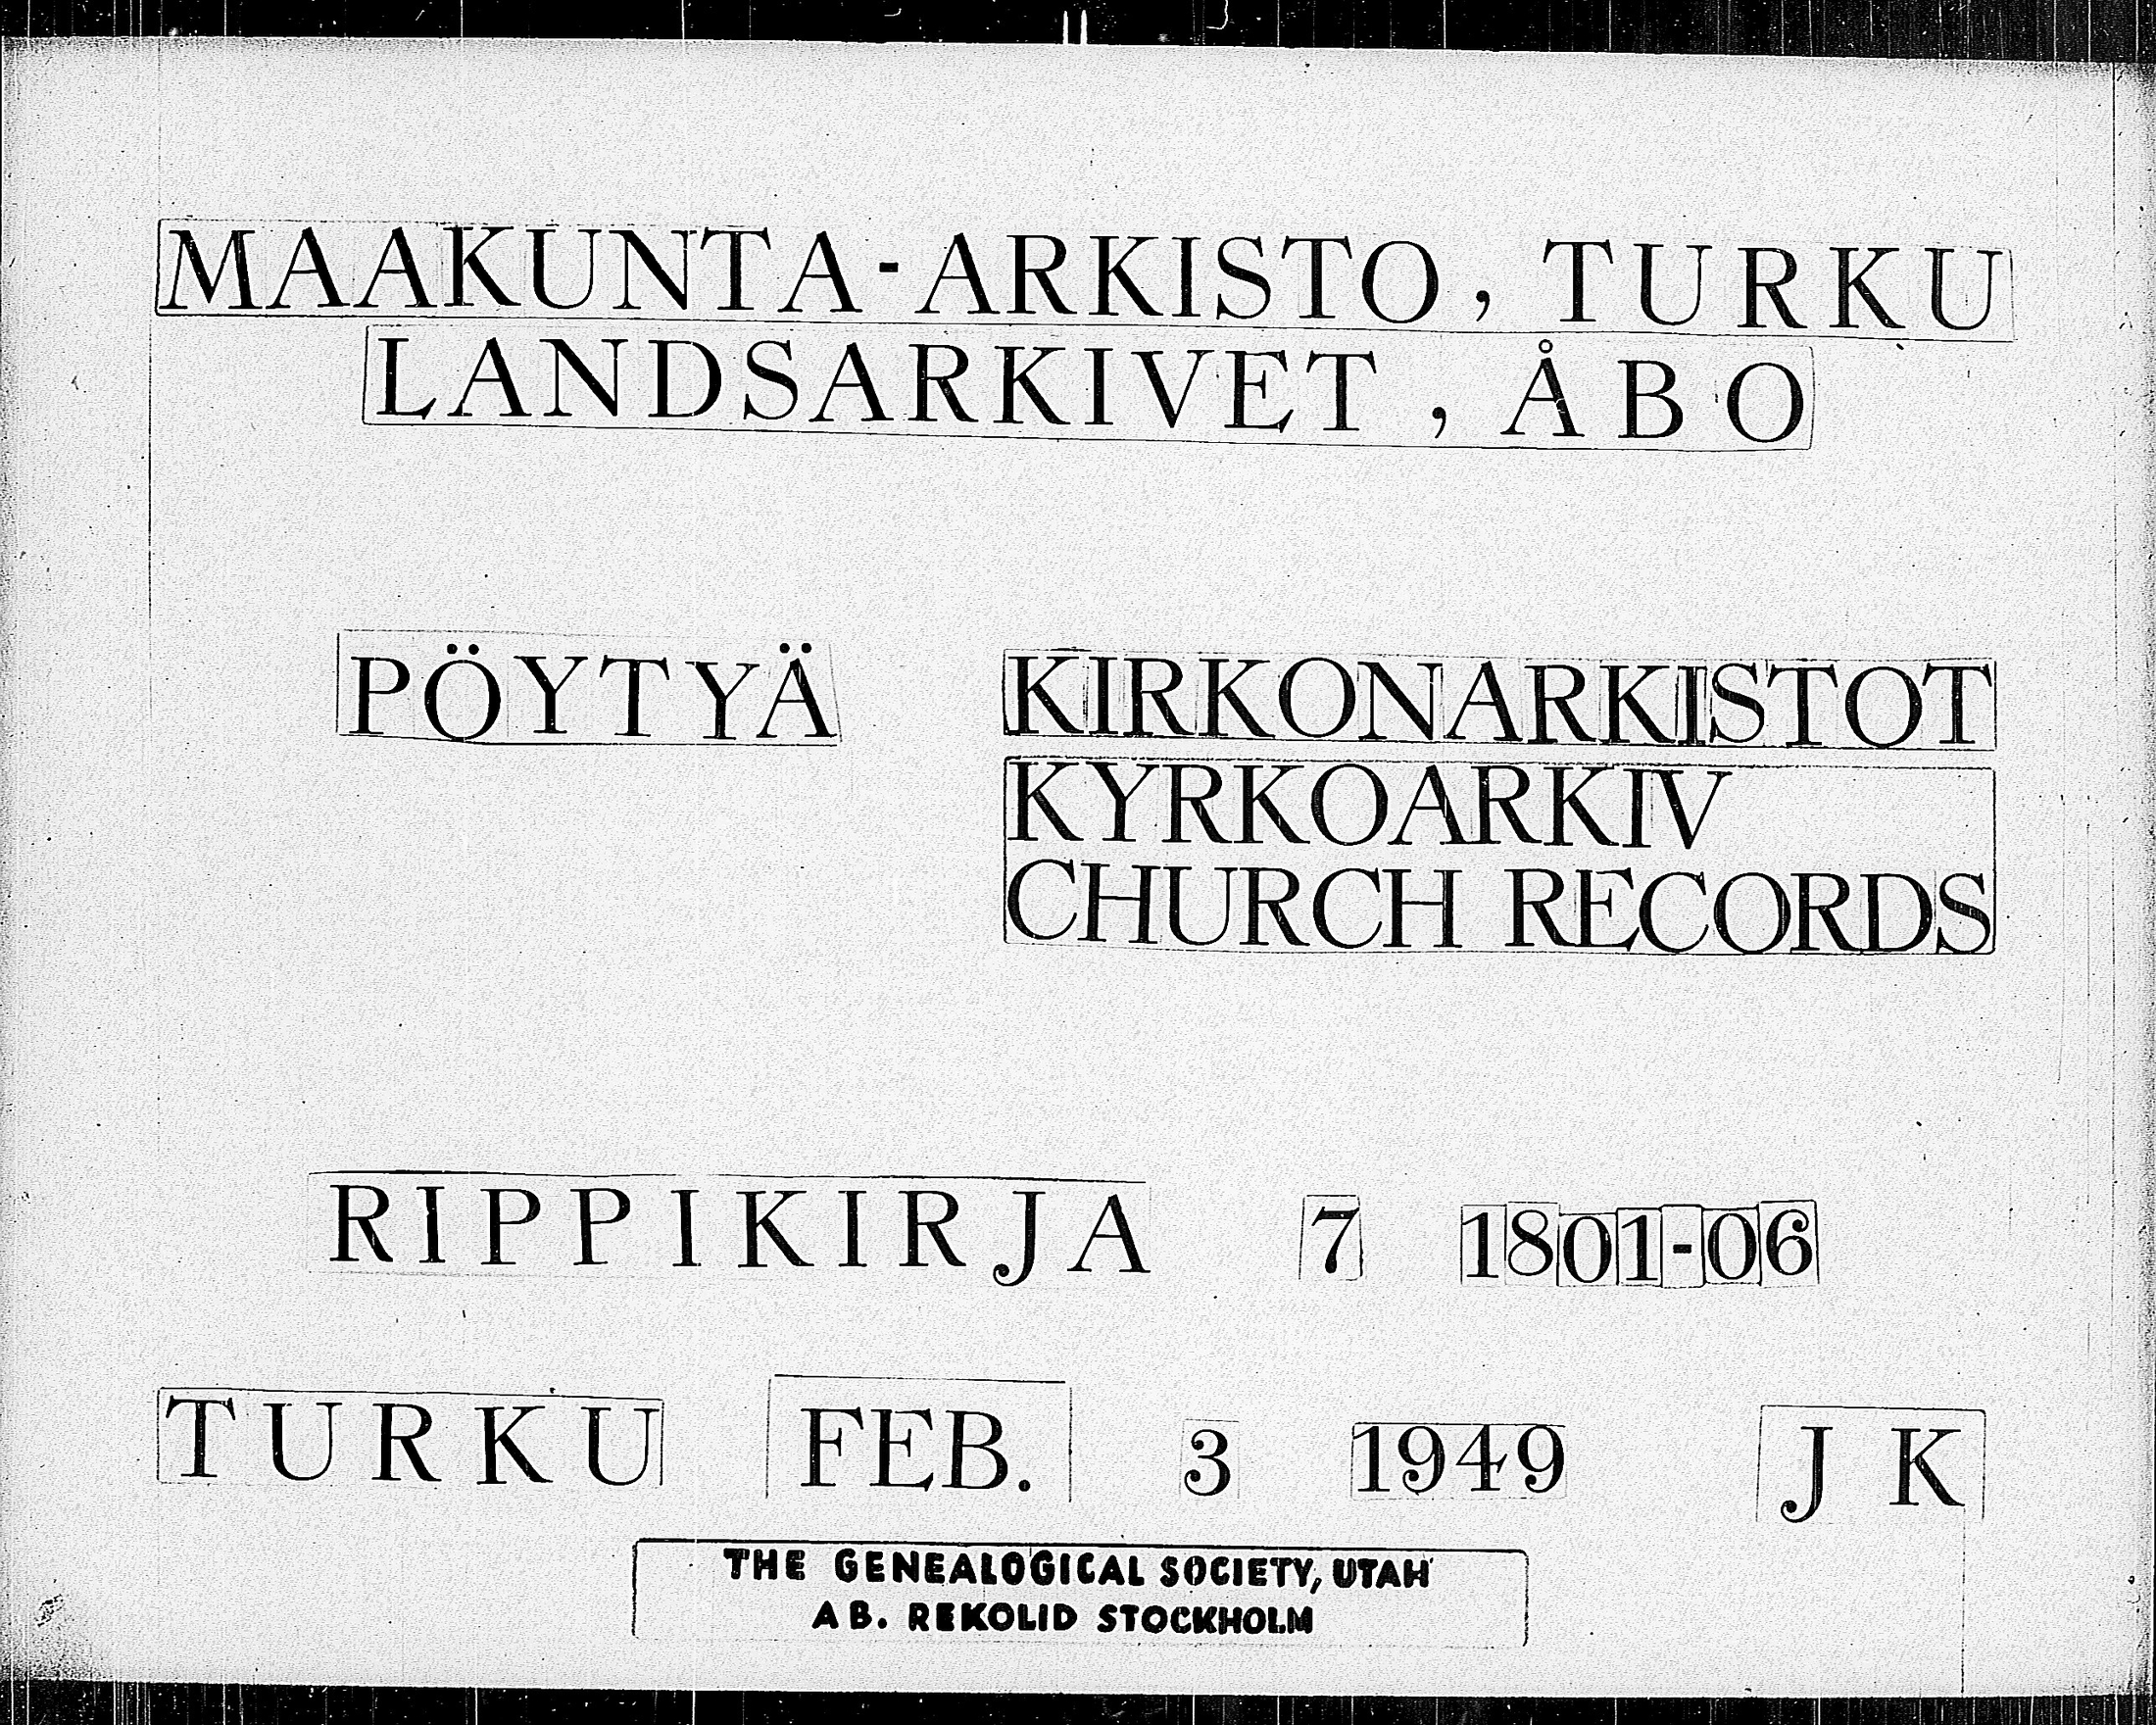 MAAKUNTA-ARKISTO, TURKU
LANDSARKIVET, ÅBO
PÖYTYÄ KIRKONARKISTOT
KYRKOARKIV
CHURCH RECORDS
RIPPIKIRJA 7 1801-06
TURKU FEB. 3 1949 J K
THE GENEALOGICAL SOCIETY, UTAH
AB. REKOLID STOCKHOLM